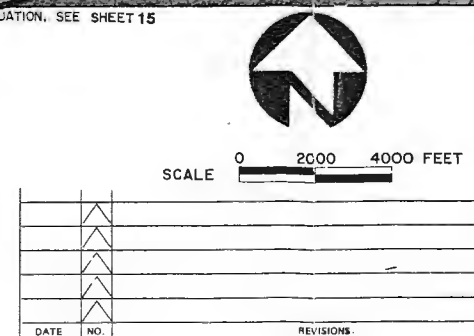 UATION, SEE SHEET 15
N
0 2000 4000 FEET
SCALE
DATE NO. REVISIONS.